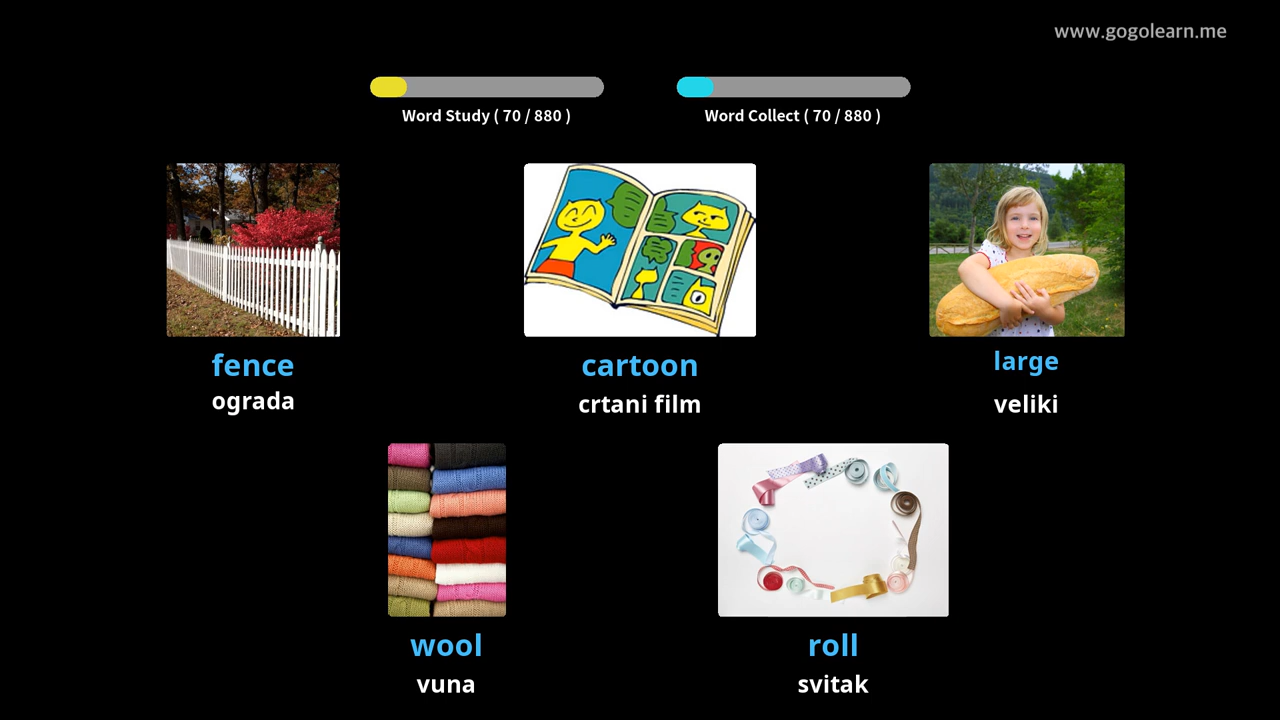 www.gogolearn.me
Word Study ( 70 / 880 )
Word Collect ( 70 / 880 )
fence
ograda
cartoon
crtani film
large
veliki
wool
vuna
roll
svitak